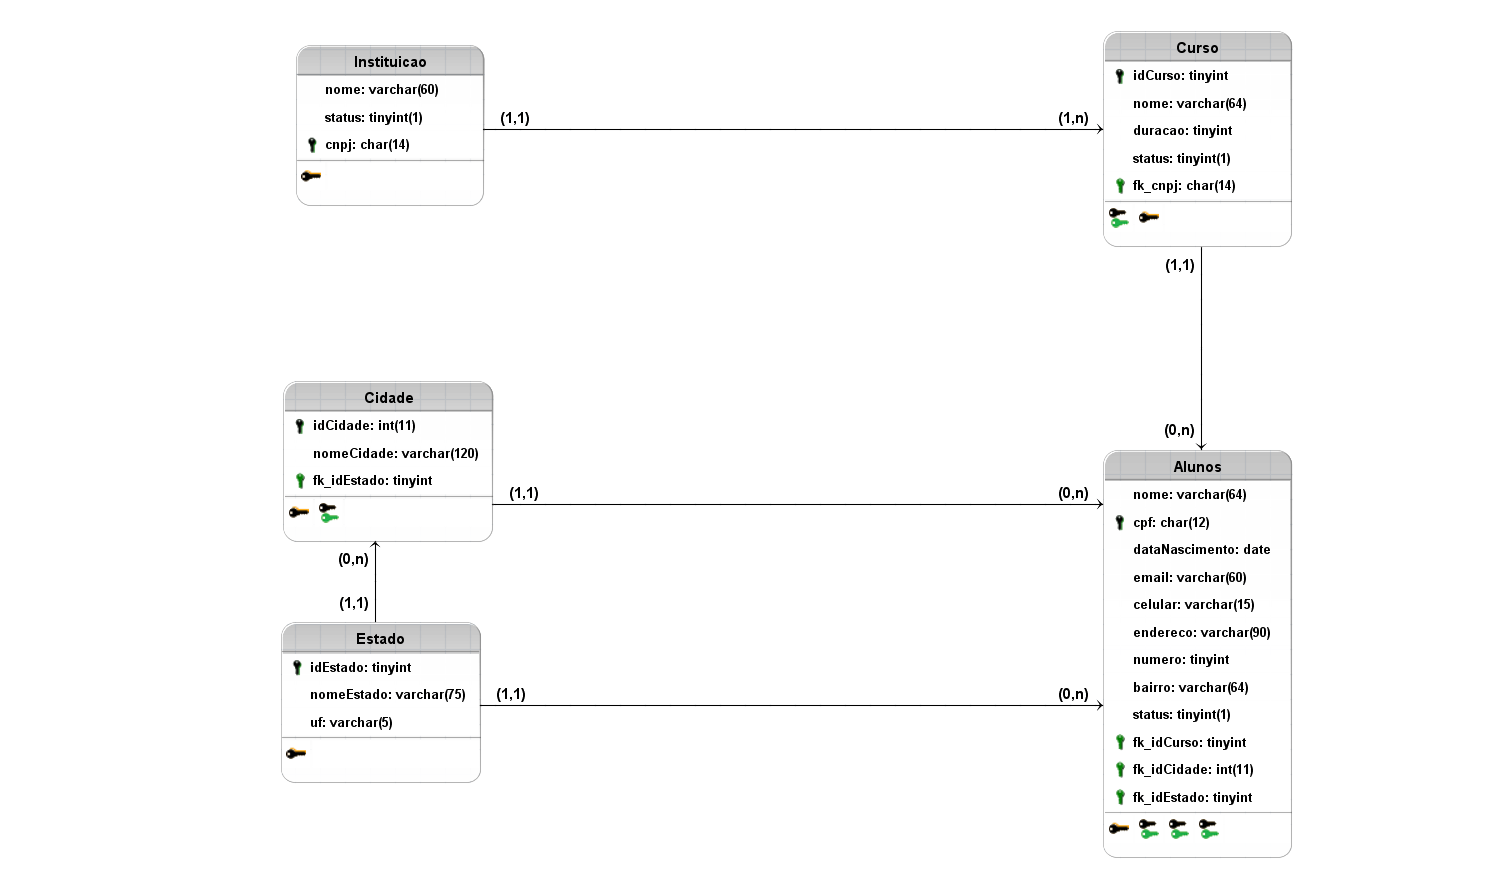 Instituicao
nome: varchar(60)
status: tinyint(1)
cnpj: char(14)
(1,1)
(1,n)
Curso
idCurso: tinyint
nome: varchar(64)
duracao: tinyint
status: tinyint(1)
fk_cnpj: char(14)
(1,1)
(0,n)
Cidade
idCidade: int(11)
nomeCidade: varchar(120)
fk_idEstado: tinyint
(1,1)
(0,n)
(0,n)
(1,1)
Estado
idEstado: tinyint
nomeEstado: varchar(75)
uf: varchar(5)
(1,1)
(0,n)
Alunos
nome: varchar(64)
cpf: char(12)
dataNascimento: date
email: varchar(60)
celular: varchar(15)
endereco: varchar(90)
numero: tinyint
bairro: varchar(64)
status: tinyint(1)
fk_idCurso: tinyint
fk_idCidade: int(11)
fk_idEstado: tinyint